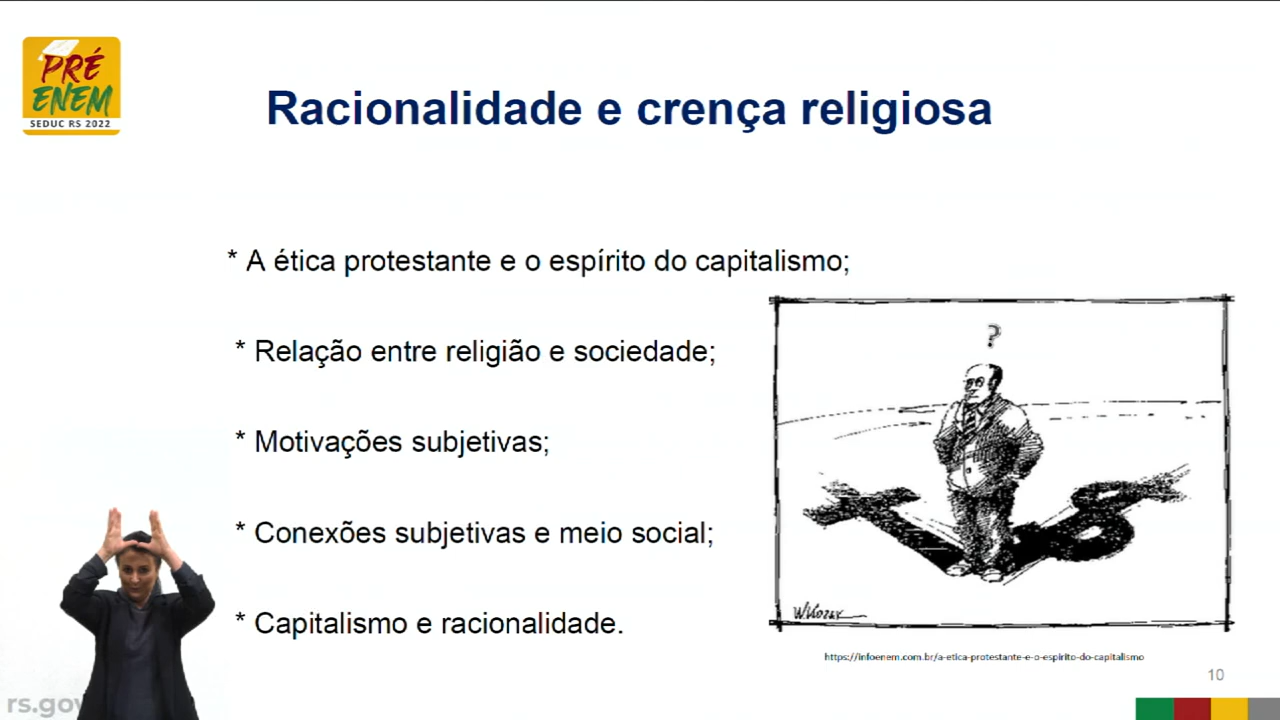 PRÉ
ENEM
SEDUC RS 2022
Racionalidade e crença religiosa
* A ética protestante e o espírito do capitalismo;
* Relação entre religião e sociedade;
?
* Motivações subjetivas;
* Conexões subjetivas e meio social;
* Capitalismo e racionalidade.
https://infoenem.com.br/a-etica-protestante-e-o-espirito-do-capitalismo
10
rs.gov